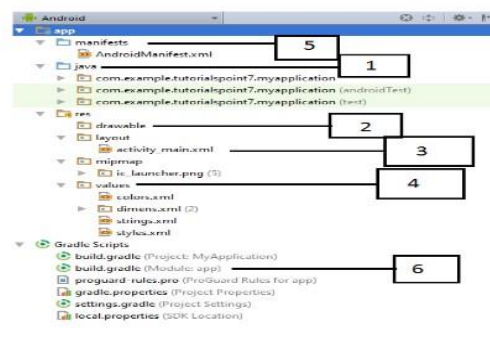 Android
app
manifests
5
AndroidManifest.xml
java
1
com.example.tutorialspoint7.myapplication
com.example.tutorialspoint7.myapplication (androidTest)
com.example.tutorialspoint7.myapplication (test)
res
drawable
2
layout
activity_main.xml
3
mipmap
ic_launcher.png (5)
values
4
colors.xml
dimens.xml (2)
strings.xml
styles.xml
Gradle Scripts
build.gradle (Project: MyApplication)
build.gradle (Module: app)
6
proguard-rules.pro (ProGuard Rules for app)
gradle.properties (Project Properties)
settings.gradle (Project Settings)
local.properties (SDK Location)